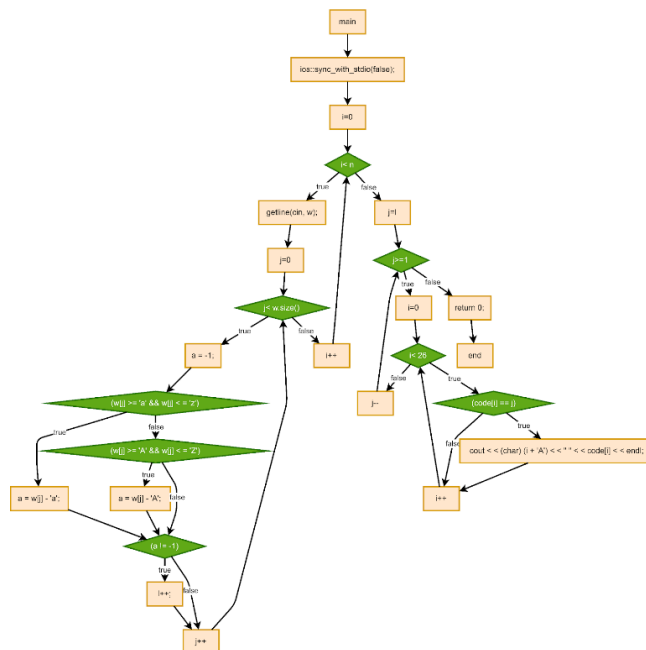 main
ios::sync_with_stdio(false);
i=0
i< n
true
false
getline(cin, w);
j=l
j=0
j>=1
true
false
j< w.size()
i=0
return 0;
true
false
i++
i< 26
end
a = -1;
false
true
(w[j] >= 'a' && w[j] < = 'z')
j--
(code[i] == j)
true
false
false
true
(w[j] >= 'A' && w[j] < = 'Z')
cout < < (char) (i + 'A') < < " " < < code[i] < < endl;
true
false
a = w[j] - 'a';
a = w[j] - 'A';
i++
(a != -1)
true
false
l++;
j++